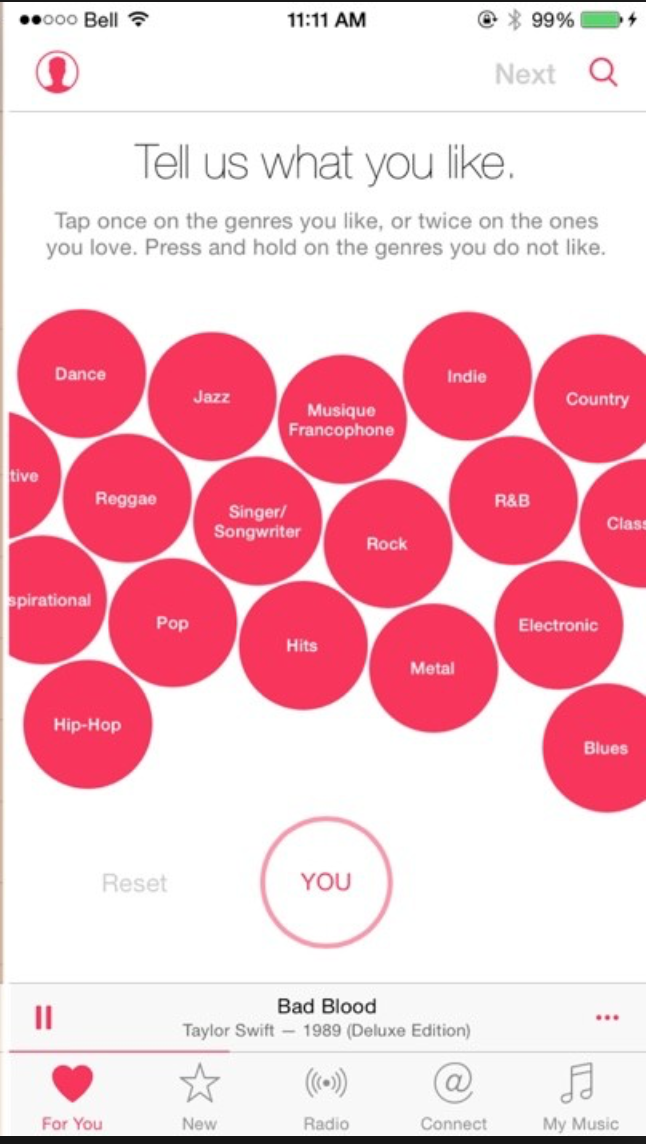 Bell
11:11 AM
99%
Next
Tell us what you like.
Tap once on the genres you like, or twice on the ones
you love. Press and hold on the genres you do not like.
Dance
Jazz
Musique
Francophone
Indie
Country
tive
Reggae
Singer/
Songwriter
Rock
R&B
Clas
spirational
Pop
Hits
Metal
Electronic
Hip-Hop
Blues
Reset
YOU
Bad Blood
Taylor Swift — 1989 (Deluxe Edition)
For You
New
Radio
Connect
My Music